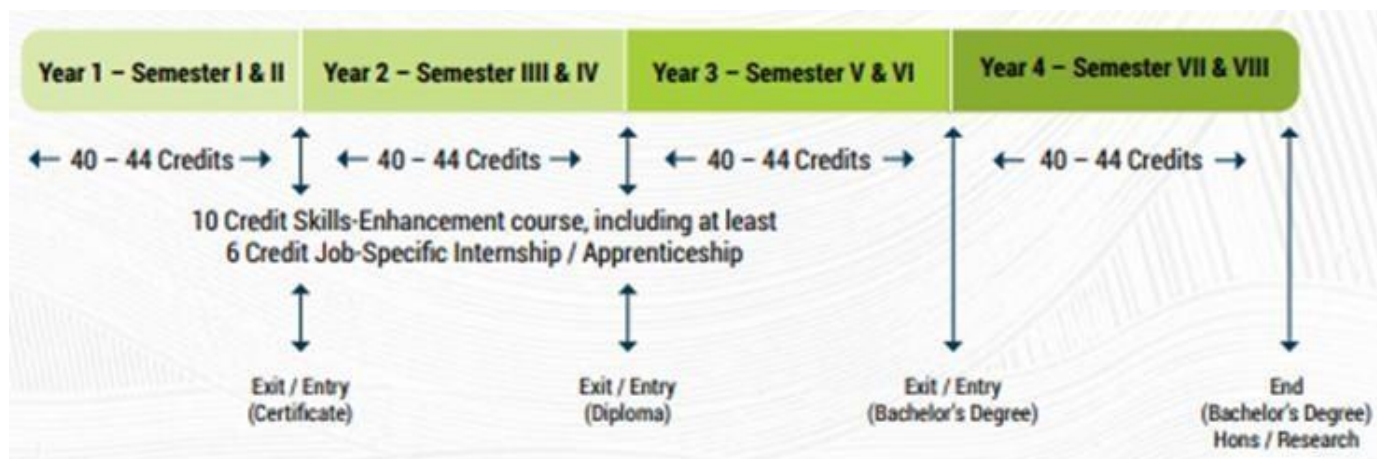 Year 1 – Semester I & II
Year 2 – Semester IIII & IV
Year 3 – Semester V & VI
Year 4 – Semester VII & VIII
40 – 44 Credits
40 – 44 Credits
40 – 44 Credits
40 – 44 Credits
10 Credit Skills-Enhancement course, including at least
6 Credit Job-Specific Internship / Apprenticeship
Exit / Entry
(Certificate)
Exit / Entry
(Diploma)
Exit / Entry
(Bachelor's Degree)
End
(Bachelor's Degree)
Hons / Research